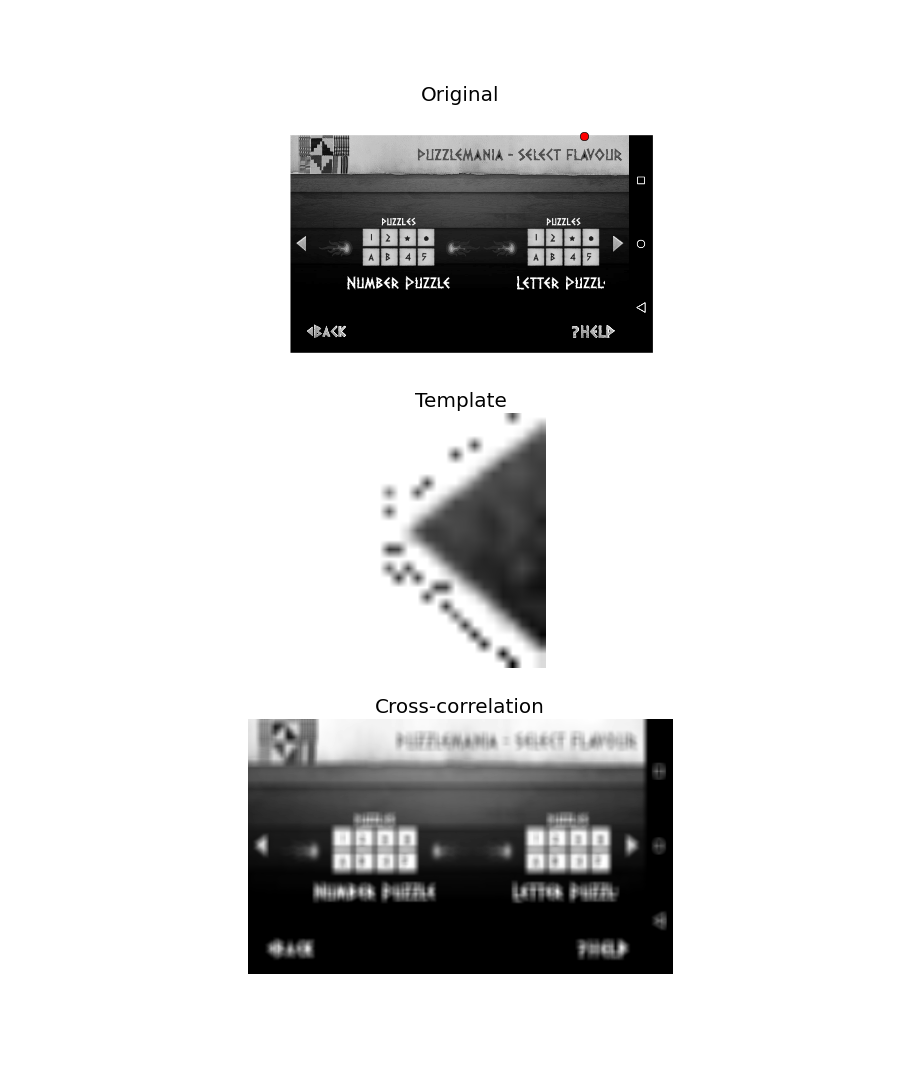 Original
PUZZLEMANIA - SELECT FLAVOUR
PUZZLES PUZZLES
1 2 ★ ● 1 2 ★ ●
A B 4 5 A B 4 5
NUMBER PUZZLE LETTER PUZZL
BACK ?HELP
Template
Cross-correlation
PUZZLEMANIA - SELECT FLAVOUR
PUZZLES PUZZLES
NUMBER PUZZLE LETTER PUZZL
BACK ?HELP